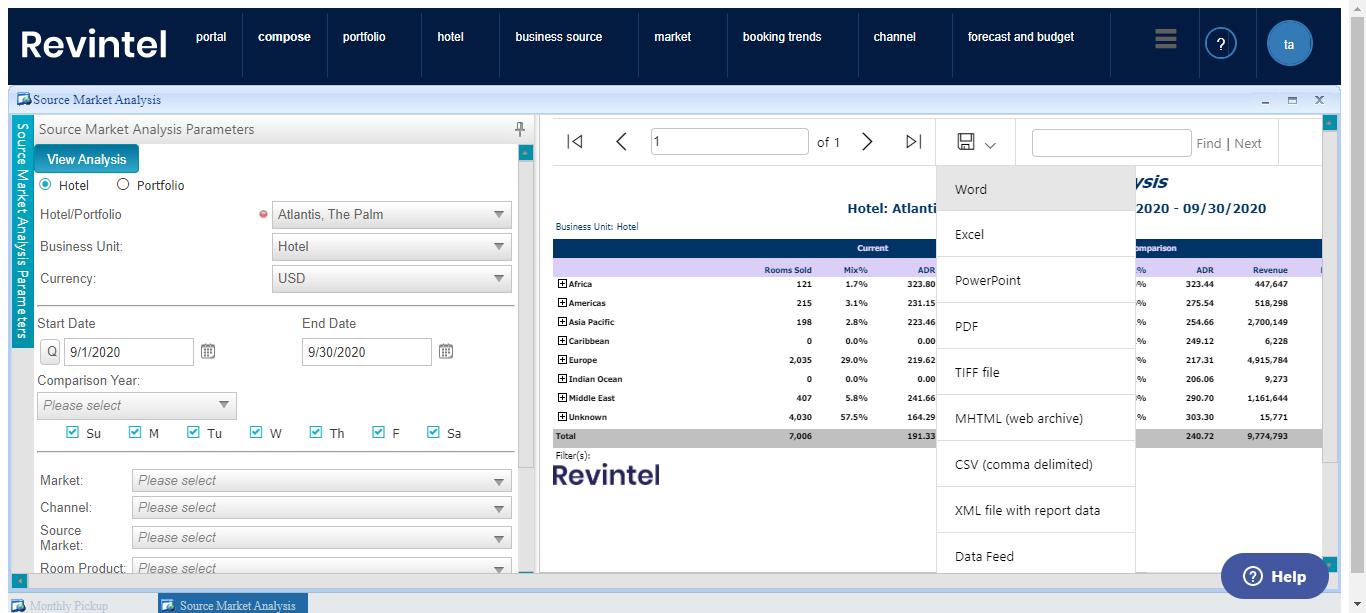 Revintel portal compose portfolio hotel business source market booking trends channel forecast and budget ? ta
Source Market Analysis
Source Market Analysis Parameters
Source Market Analysis Parameters
View Analysis
Hotel Portfolio
Hotel/Portfolio Atlantis, The Palm
Business Unit: Hotel
Currency: USD
Start Date End Date
Q 9/1/2020 9/30/2020
Comparison Year:
Please select
Su M Tu W Th F Sa
Market: Please select
Channel: Please select
Source Market: Please select
Room Product: Please select
1 of 1 Find | Next
Word
Excel
PowerPoint
PDF
TIFF file
MHTML (web archive)
CSV (comma delimited)
XML file with report data
Data Feed
ysis
Hotel: Atlanti 2020 - 09/30/2020
Business Unit: Hotel
Current omparison
Rooms Sold Mix% ADR % ADR Revenue
Africa 121 1.7% 323.80 % 323.44 447,647
Americas 215 3.1% 231.15 % 275.54 518,298
Asia Pacific 198 2.8% 223.46 % 254.66 2,700,149
Caribbean 0 0.0% 0.00 % 249.12 6,228
Europe 2,035 29.0% 219.62 % 217.31 4,915,784
Indian Ocean 0 0.0% 0.00 % 206.06 9,273
Middle East 407 5.8% 241.66 % 290.70 1,161,644
Unknown 4,030 57.5% 164.29 % 303.30 15,771
Total 7,006 191.33 240.72 9,774,793
Filter(s):
Revintel
? Help
Monthly Pickup Source Market Analysis